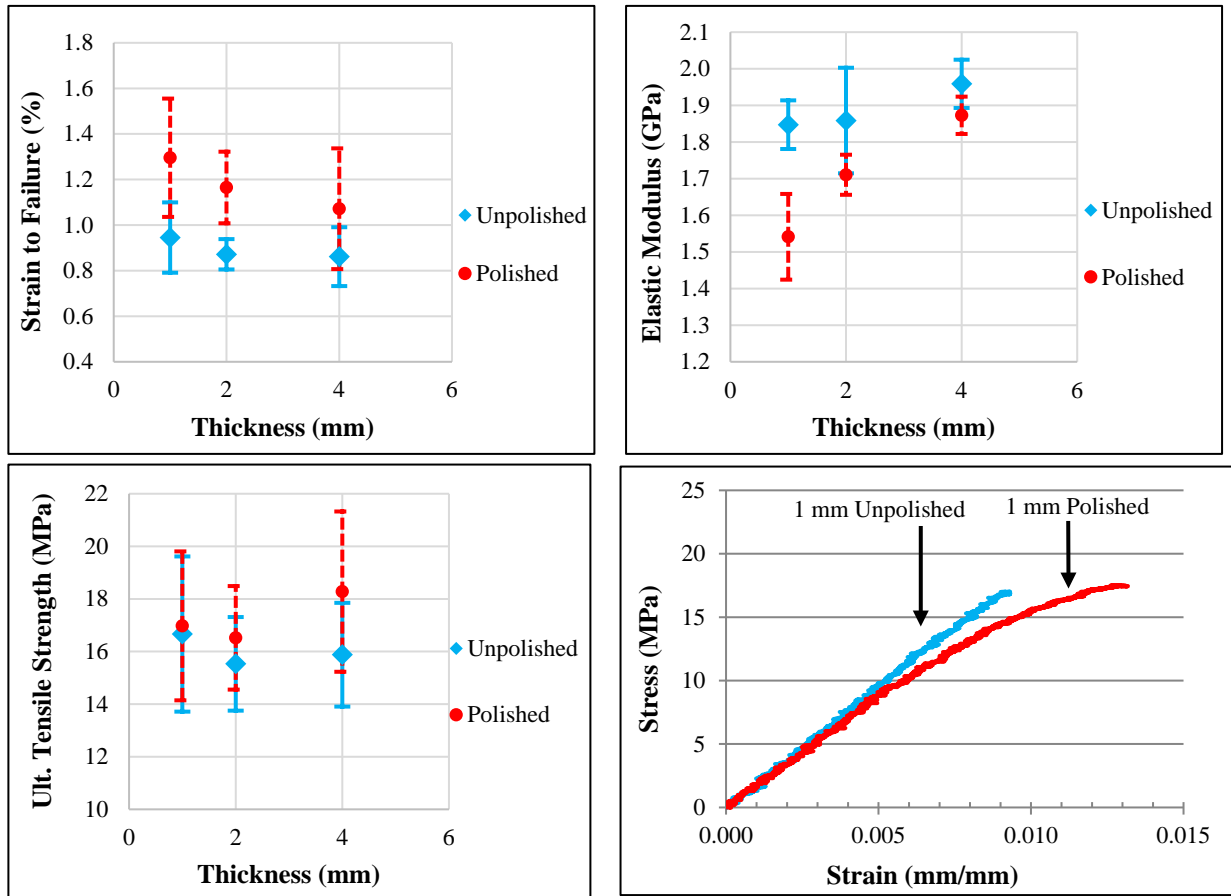 Strain to Failure (%)
1.8
1.6
1.4
1.2
1.0
0.8
0.6
0.4
0
2
4
6
Thickness (mm)
Unpolished
Polished
Elastic Modulus (GPa)
2.1
2.0
1.9
1.8
1.7
1.6
1.5
1.4
1.3
1.2
0
2
4
6
Thickness (mm)
Unpolished
Polished
Ult. Tensile Strength (MPa)
22
20
18
16
14
12
10
0
2
4
6
Thickness (mm)
Unpolished
Polished
Stress (MPa)
25
20
15
10
5
0
0.000
0.005
0.010
0.015
Strain (mm/mm)
1 mm Unpolished
1 mm Polished